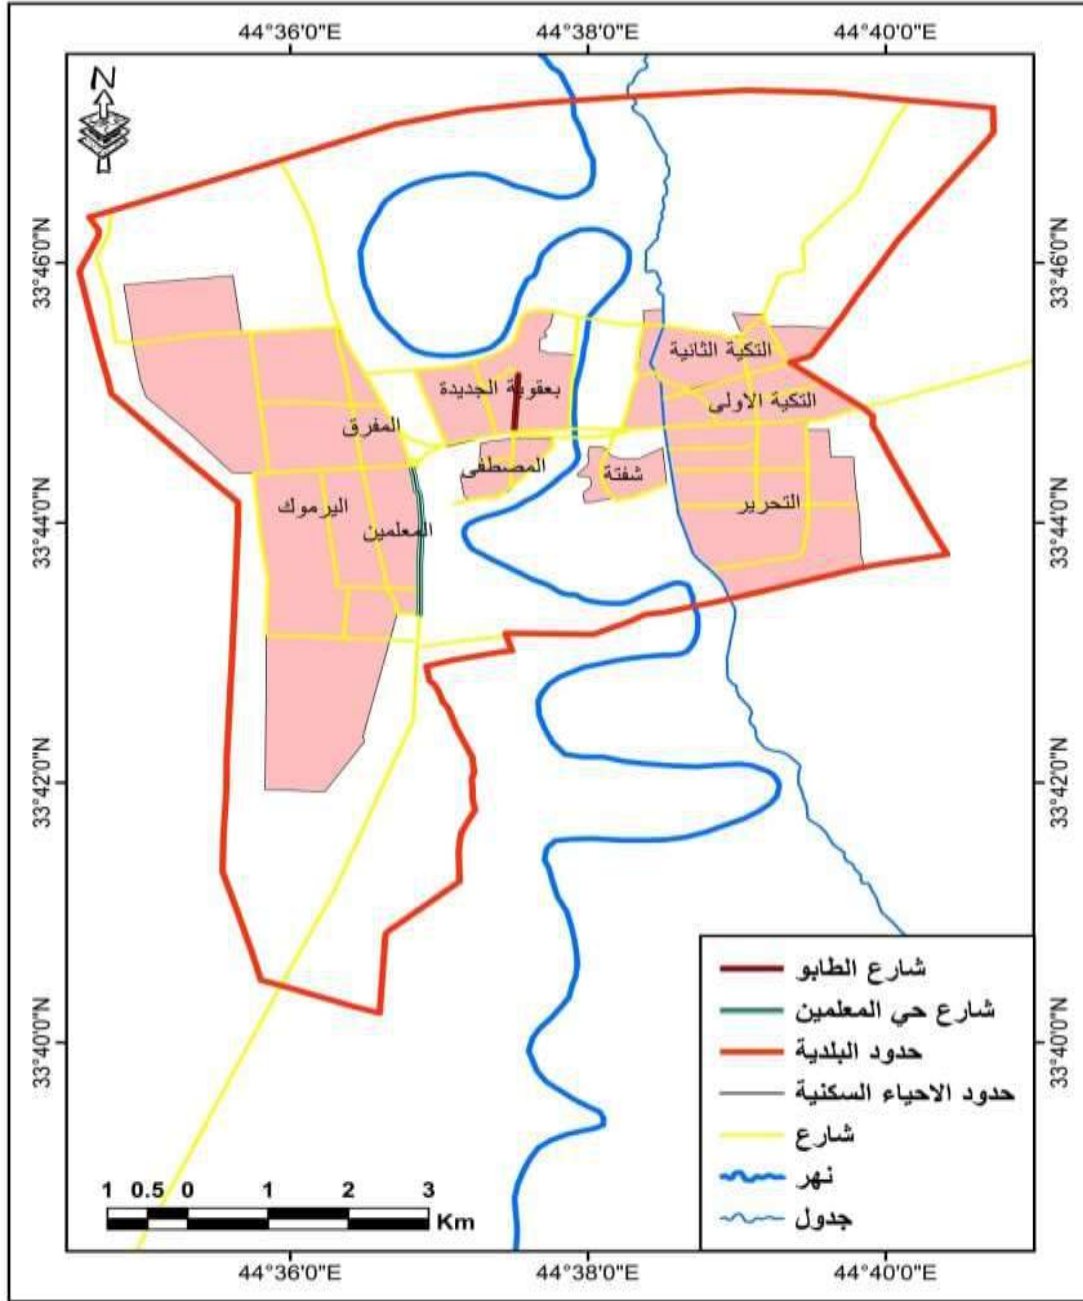 44°36'0"E 44°38'0"E 44°40'0"E
N
33°46'0"N 33°46'0"N
التكية الثانية
بعقوبة الجديدة
التكية الاولى
المفرق
المصطفى
شفتة
التحرير
اليرموك
المعلمين
33°44'0"N 33°44'0"N
33°42'0"N 33°42'0"N
33°40'0"N 33°40'0"N
شارع الطابو
شارع حي المعلمين
حدود البلدية
حدود الاحياء السكنية
شارع
نهر
جدول
1 0.5 0 1 2 3
Km
44°36'0"E 44°38'0"E 44°40'0"E